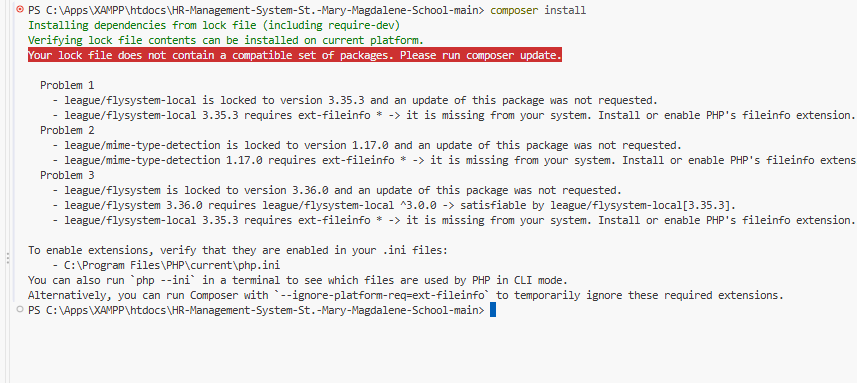 PS C:\Apps\XAMPP\htdocs\HR-Management-System-St.-Mary-Magdalene-School-main> composer install
Installing dependencies from lock file (including require-dev)
Verifying lock file contents can be installed on current platform.
Your lock file does not contain a compatible set of packages. Please run composer update.
Problem 1
- league/flysystem-local is locked to version 3.35.3 and an update of this package was not requested.
- league/flysystem-local 3.35.3 requires ext-fileinfo * -> it is missing from your system. Install or enable PHP's fileinfo extension.
Problem 2
- league/mime-type-detection is locked to version 1.17.0 and an update of this package was not requested.
- league/mime-type-detection 1.17.0 requires ext-fileinfo * -> it is missing from your system. Install or enable PHP's fileinfo extens
Problem 3
- league/flysystem is locked to version 3.36.0 and an update of this package was not requested.
- league/flysystem 3.36.0 requires league/flysystem-local ^3.0.0 -> satisfiable by league/flysystem-local[3.35.3].
- league/flysystem-local 3.35.3 requires ext-fileinfo * -> it is missing from your system. Install or enable PHP's fileinfo extension.
To enable extensions, verify that they are enabled in your .ini files:
- C:\Program Files\PHP\current\php.ini
You can also run `php --ini` in a terminal to see which files are used by PHP in CLI mode.
Alternatively, you can run Composer with `--ignore-platform-req=ext-fileinfo` to temporarily ignore these required extensions.
PS C:\Apps\XAMPP\htdocs\HR-Management-System-St.-Mary-Magdalene-School-main>